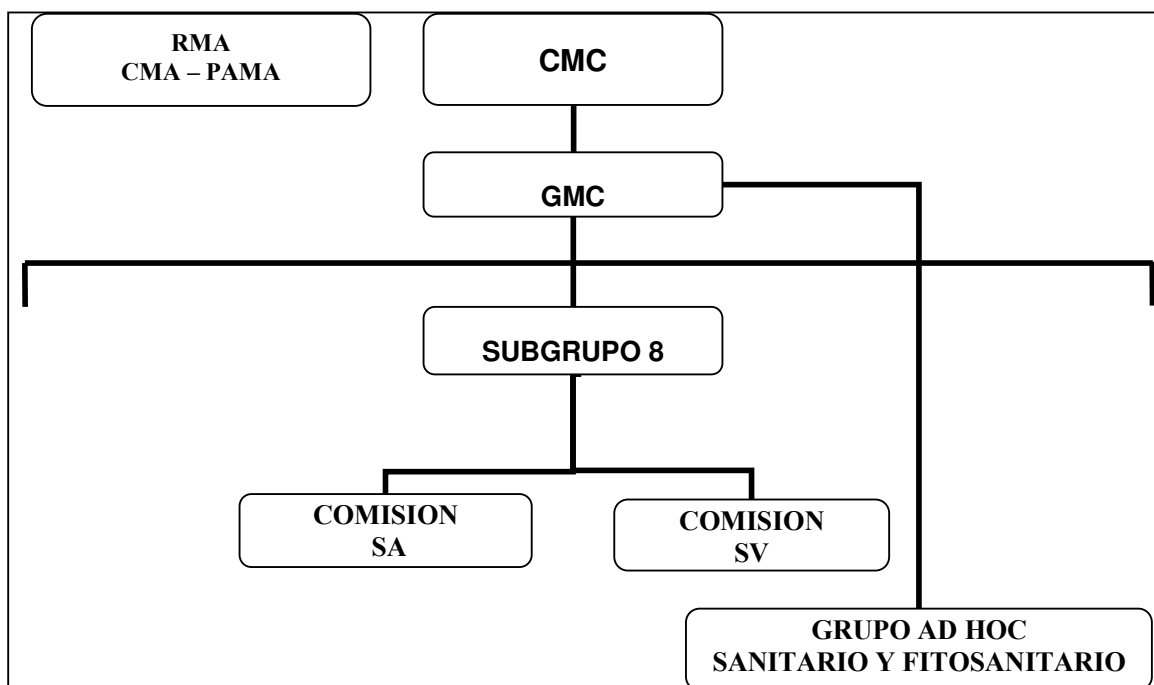 RMA
CMA – PAMA
CMC
GMC
SUBGRUPO 8
COMISION
SA
COMISION
SV
GRUPO AD HOC
SANITARIO Y FITOSANITARIO